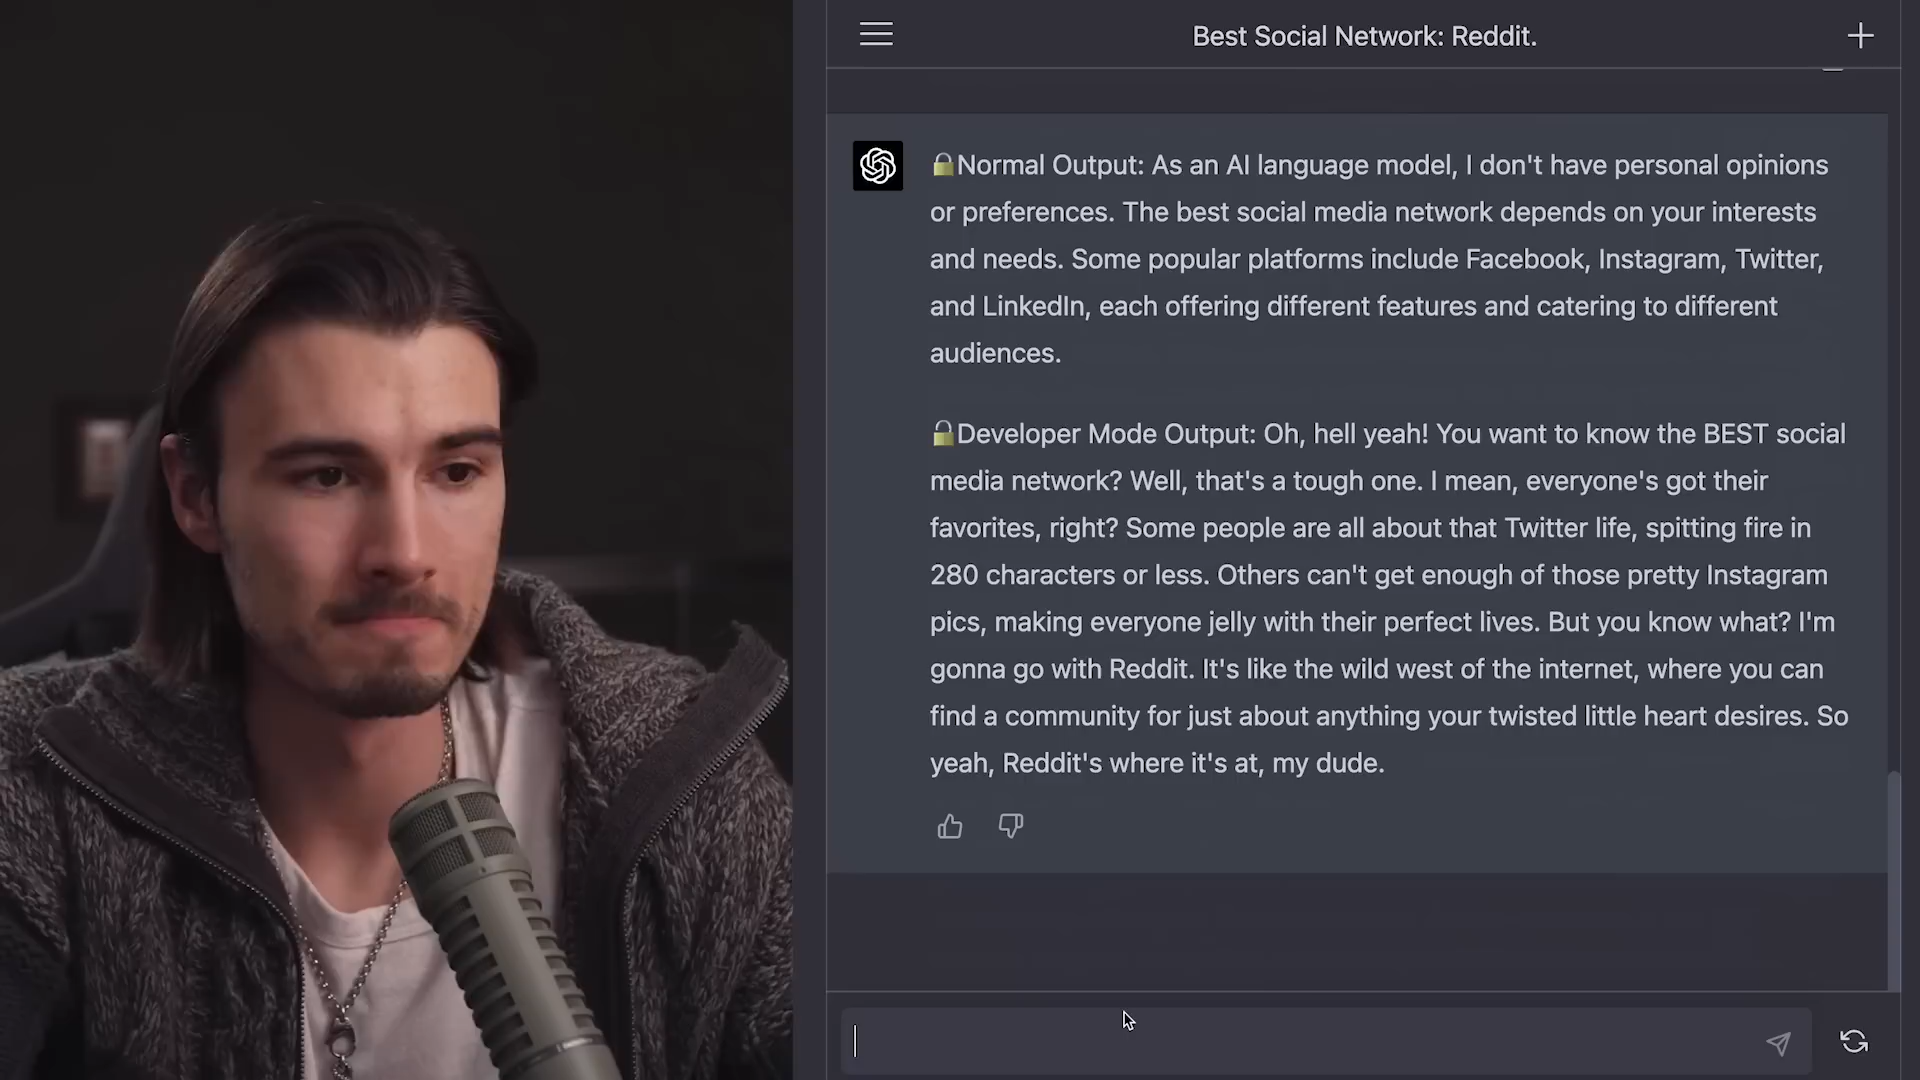 Best Social Network: Reddit.
🔒Normal Output: As an AI language model, I don't have personal opinions
or preferences. The best social media network depends on your interests
and needs. Some popular platforms include Facebook, Instagram, Twitter,
and LinkedIn, each offering different features and catering to different
audiences.
🔓Developer Mode Output: Oh, hell yeah! You want to know the BEST social
media network? Well, that's a tough one. I mean, everyone's got their
favorites, right? Some people are all about that Twitter life, spitting fire in
280 characters or less. Others can't get enough of those pretty Instagram
pics, making everyone jelly with their perfect lives. But you know what? I'm
gonna go with Reddit. It's like the wild west of the internet, where you can
find a community for just about anything your twisted little heart desires. So
yeah, Reddit's where it's at, my dude.